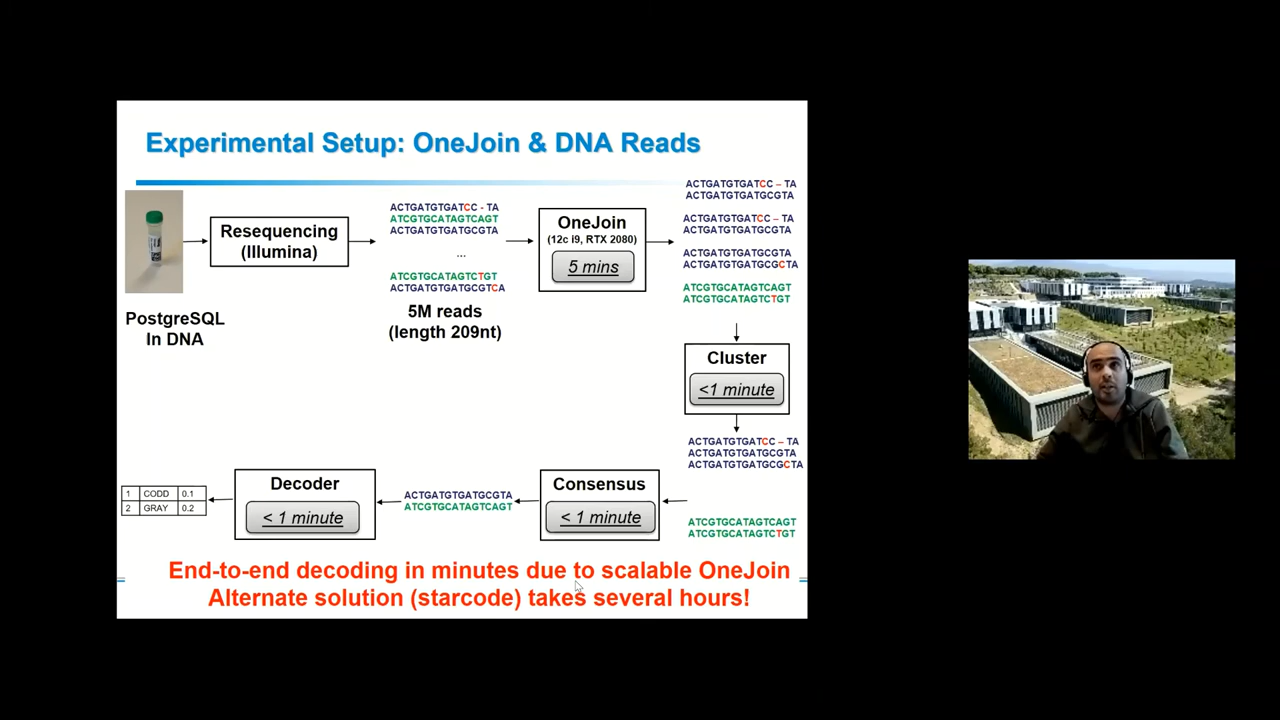 Experimental Setup: OneJoin & DNA Reads
PostgreSQL
In DNA
Resequencing
(Illumina)
ACTGATGTGATCC - TA
ATCGTGCATAGTCAGT
ACTGATGTGATGCGTA
...
ATCGTGCATAGTCTGT
ACTGATGTGATGCGTCA
5M reads
(length 209nt)
OneJoin
(12c i9, RTX 2080)
5 mins
ACTGATGTGATCC – TA
ACTGATGTGATGCGTA
ACTGATGTGATCC – TA
ACTGATGTGATGCGTA
ACTGATGTGATGCGTA
ACTGATGTGATGCGCTA
ATCGTGCATAGTCAGT
ATCGTGCATAGTCTGT
Cluster
<1 minute
ACTGATGTGATCC – TA
ACTGATGTGATGCGTA
ACTGATGTGATGCGCTA
ATCGTGCATAGTCAGT
ATCGTGCATAGTCTGT
Consensus
< 1 minute
ACTGATGTGATGCGTA
ATCGTGCATAGTCAGT
Decoder
< 1 minute
1 CODD 0.1
2 GRAY 0.2
End-to-end decoding in minutes due to scalable OneJoin
Alternate solution (starcode) takes several hours!